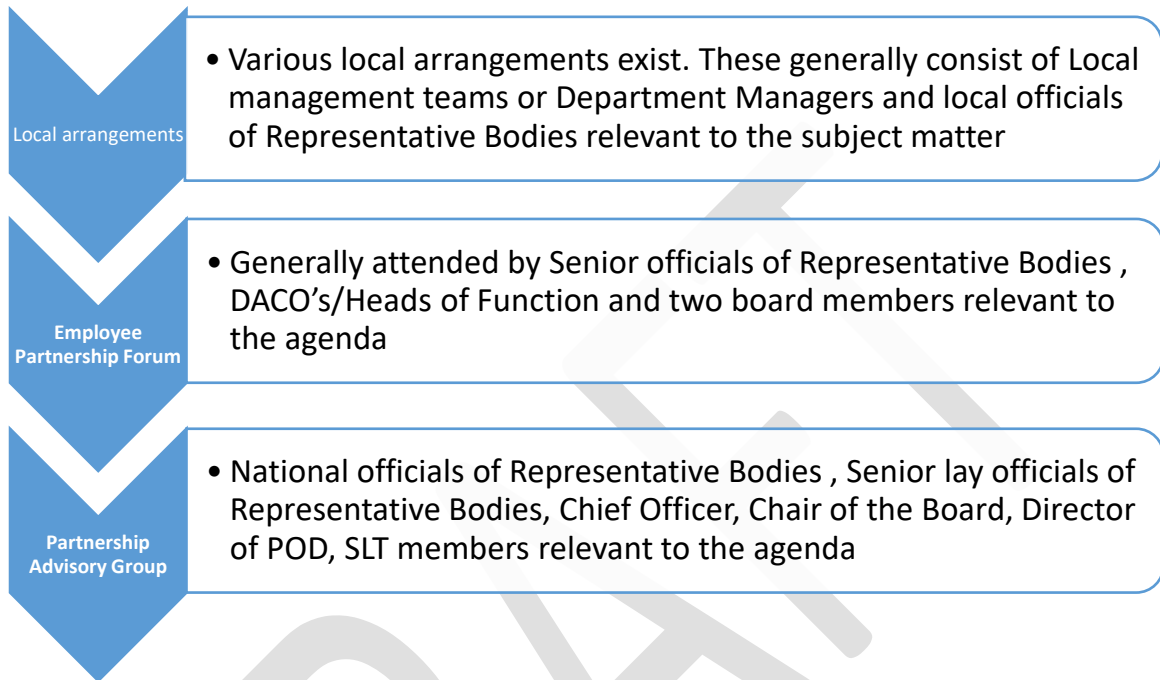 Local arrangements
• Various local arrangements exist. These generally consist of Local
management teams or Department Managers and local officials
of Representative Bodies relevant to the subject matter
Employee
Partnership Forum
• Generally attended by Senior officials of Representative Bodies ,
DACO’s/Heads of Function and two board members relevant to
the agenda
Partnership
Advisory Group
• National officials of Representative Bodies , Senior lay officials of
Representative Bodies, Chief Officer, Chair of the Board, Director
of POD, SLT members relevant to the agenda
DRAFT